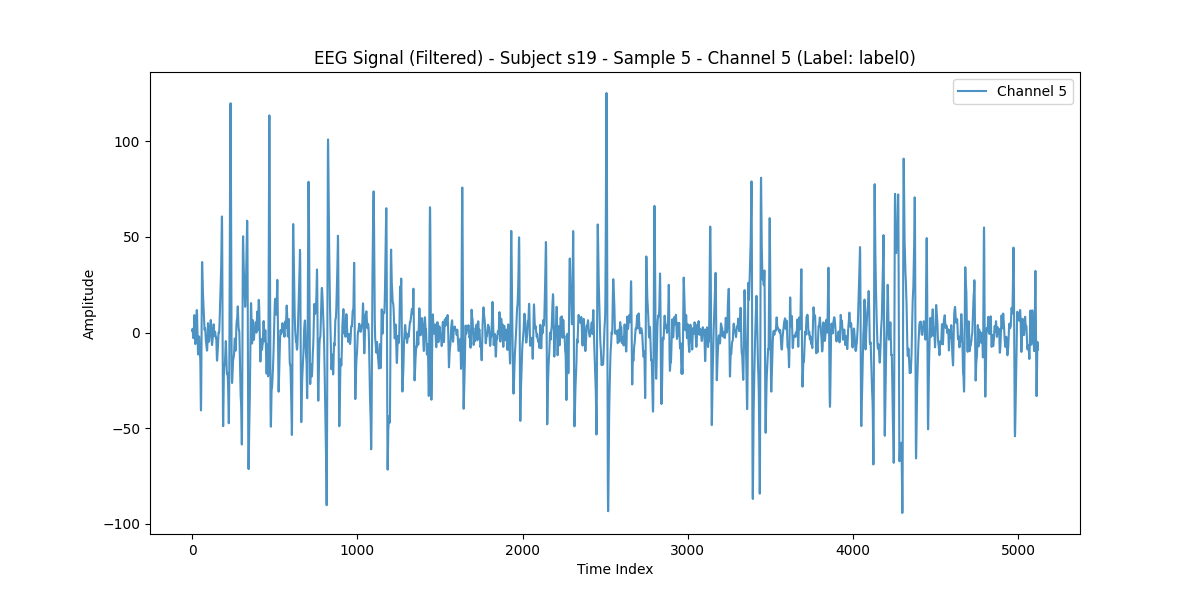 EEG Signal (Filtered) - Subject s19 - Sample 5 - Channel 5 (Label: label0)
Channel 5
100
50
0
−50
−100
Amplitude
0 1000 2000 3000 4000 5000
Time Index